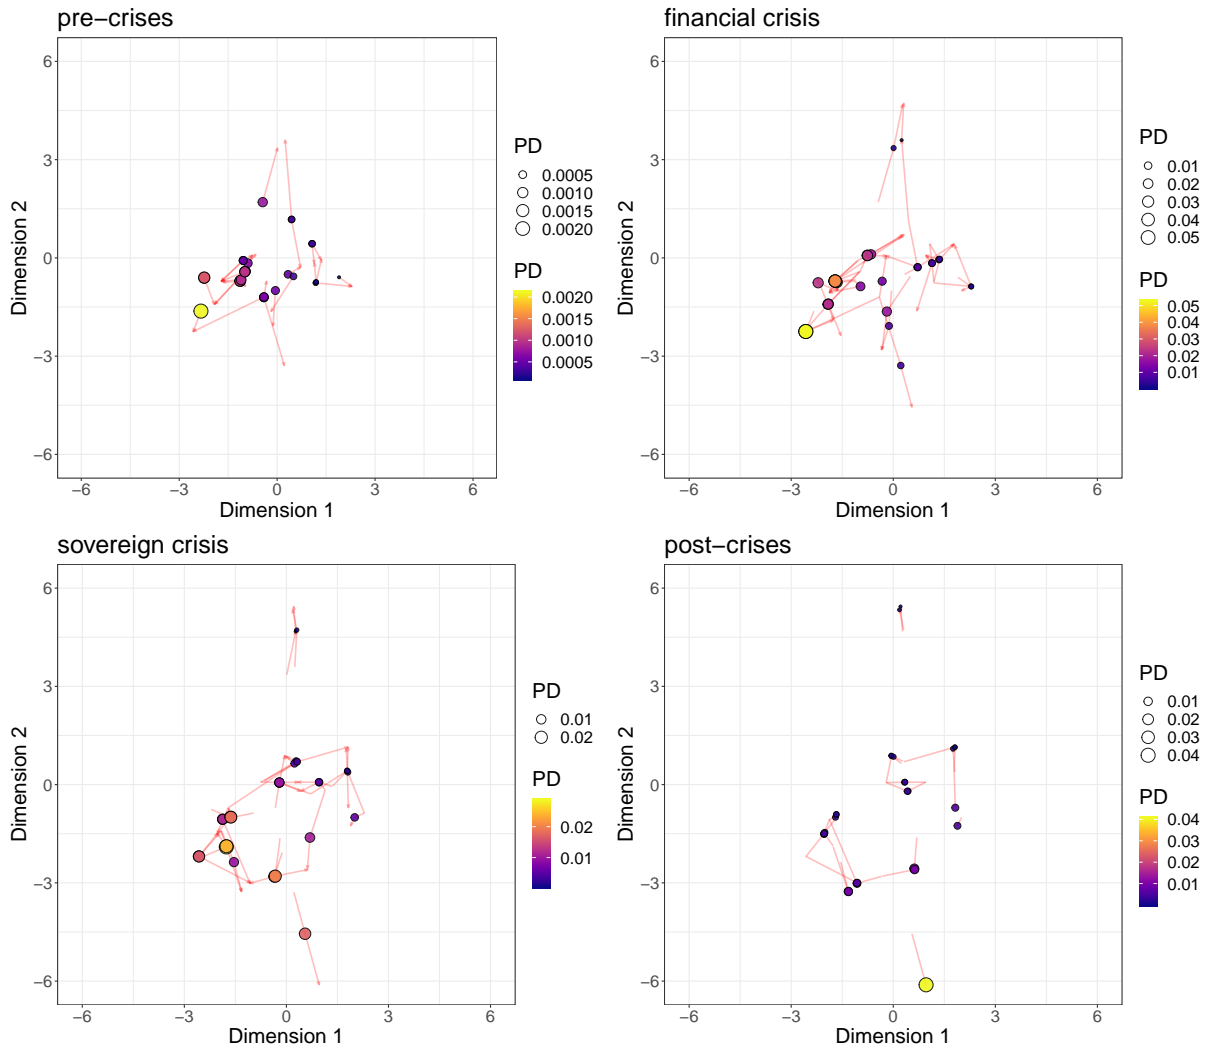 pre−crises
6
3
0
−3
−6
−6 −3 0 3 6
Dimension 1
Dimension 2
PD
0.0005
0.0010
0.0015
0.0020
PD
0.0020
0.0015
0.0010
0.0005
financial crisis
6
3
0
−3
−6
−6 −3 0 3 6
Dimension 1
Dimension 2
PD
0.01
0.02
0.03
0.04
0.05
PD
0.05
0.04
0.03
0.02
0.01
sovereign crisis
6
3
0
−3
−6
−6 −3 0 3 6
Dimension 1
Dimension 2
PD
0.01
0.02
PD
0.02
0.01
post−crises
6
3
0
−3
−6
−6 −3 0 3 6
Dimension 1
Dimension 2
PD
0.01
0.02
0.03
0.04
PD
0.04
0.03
0.02
0.01